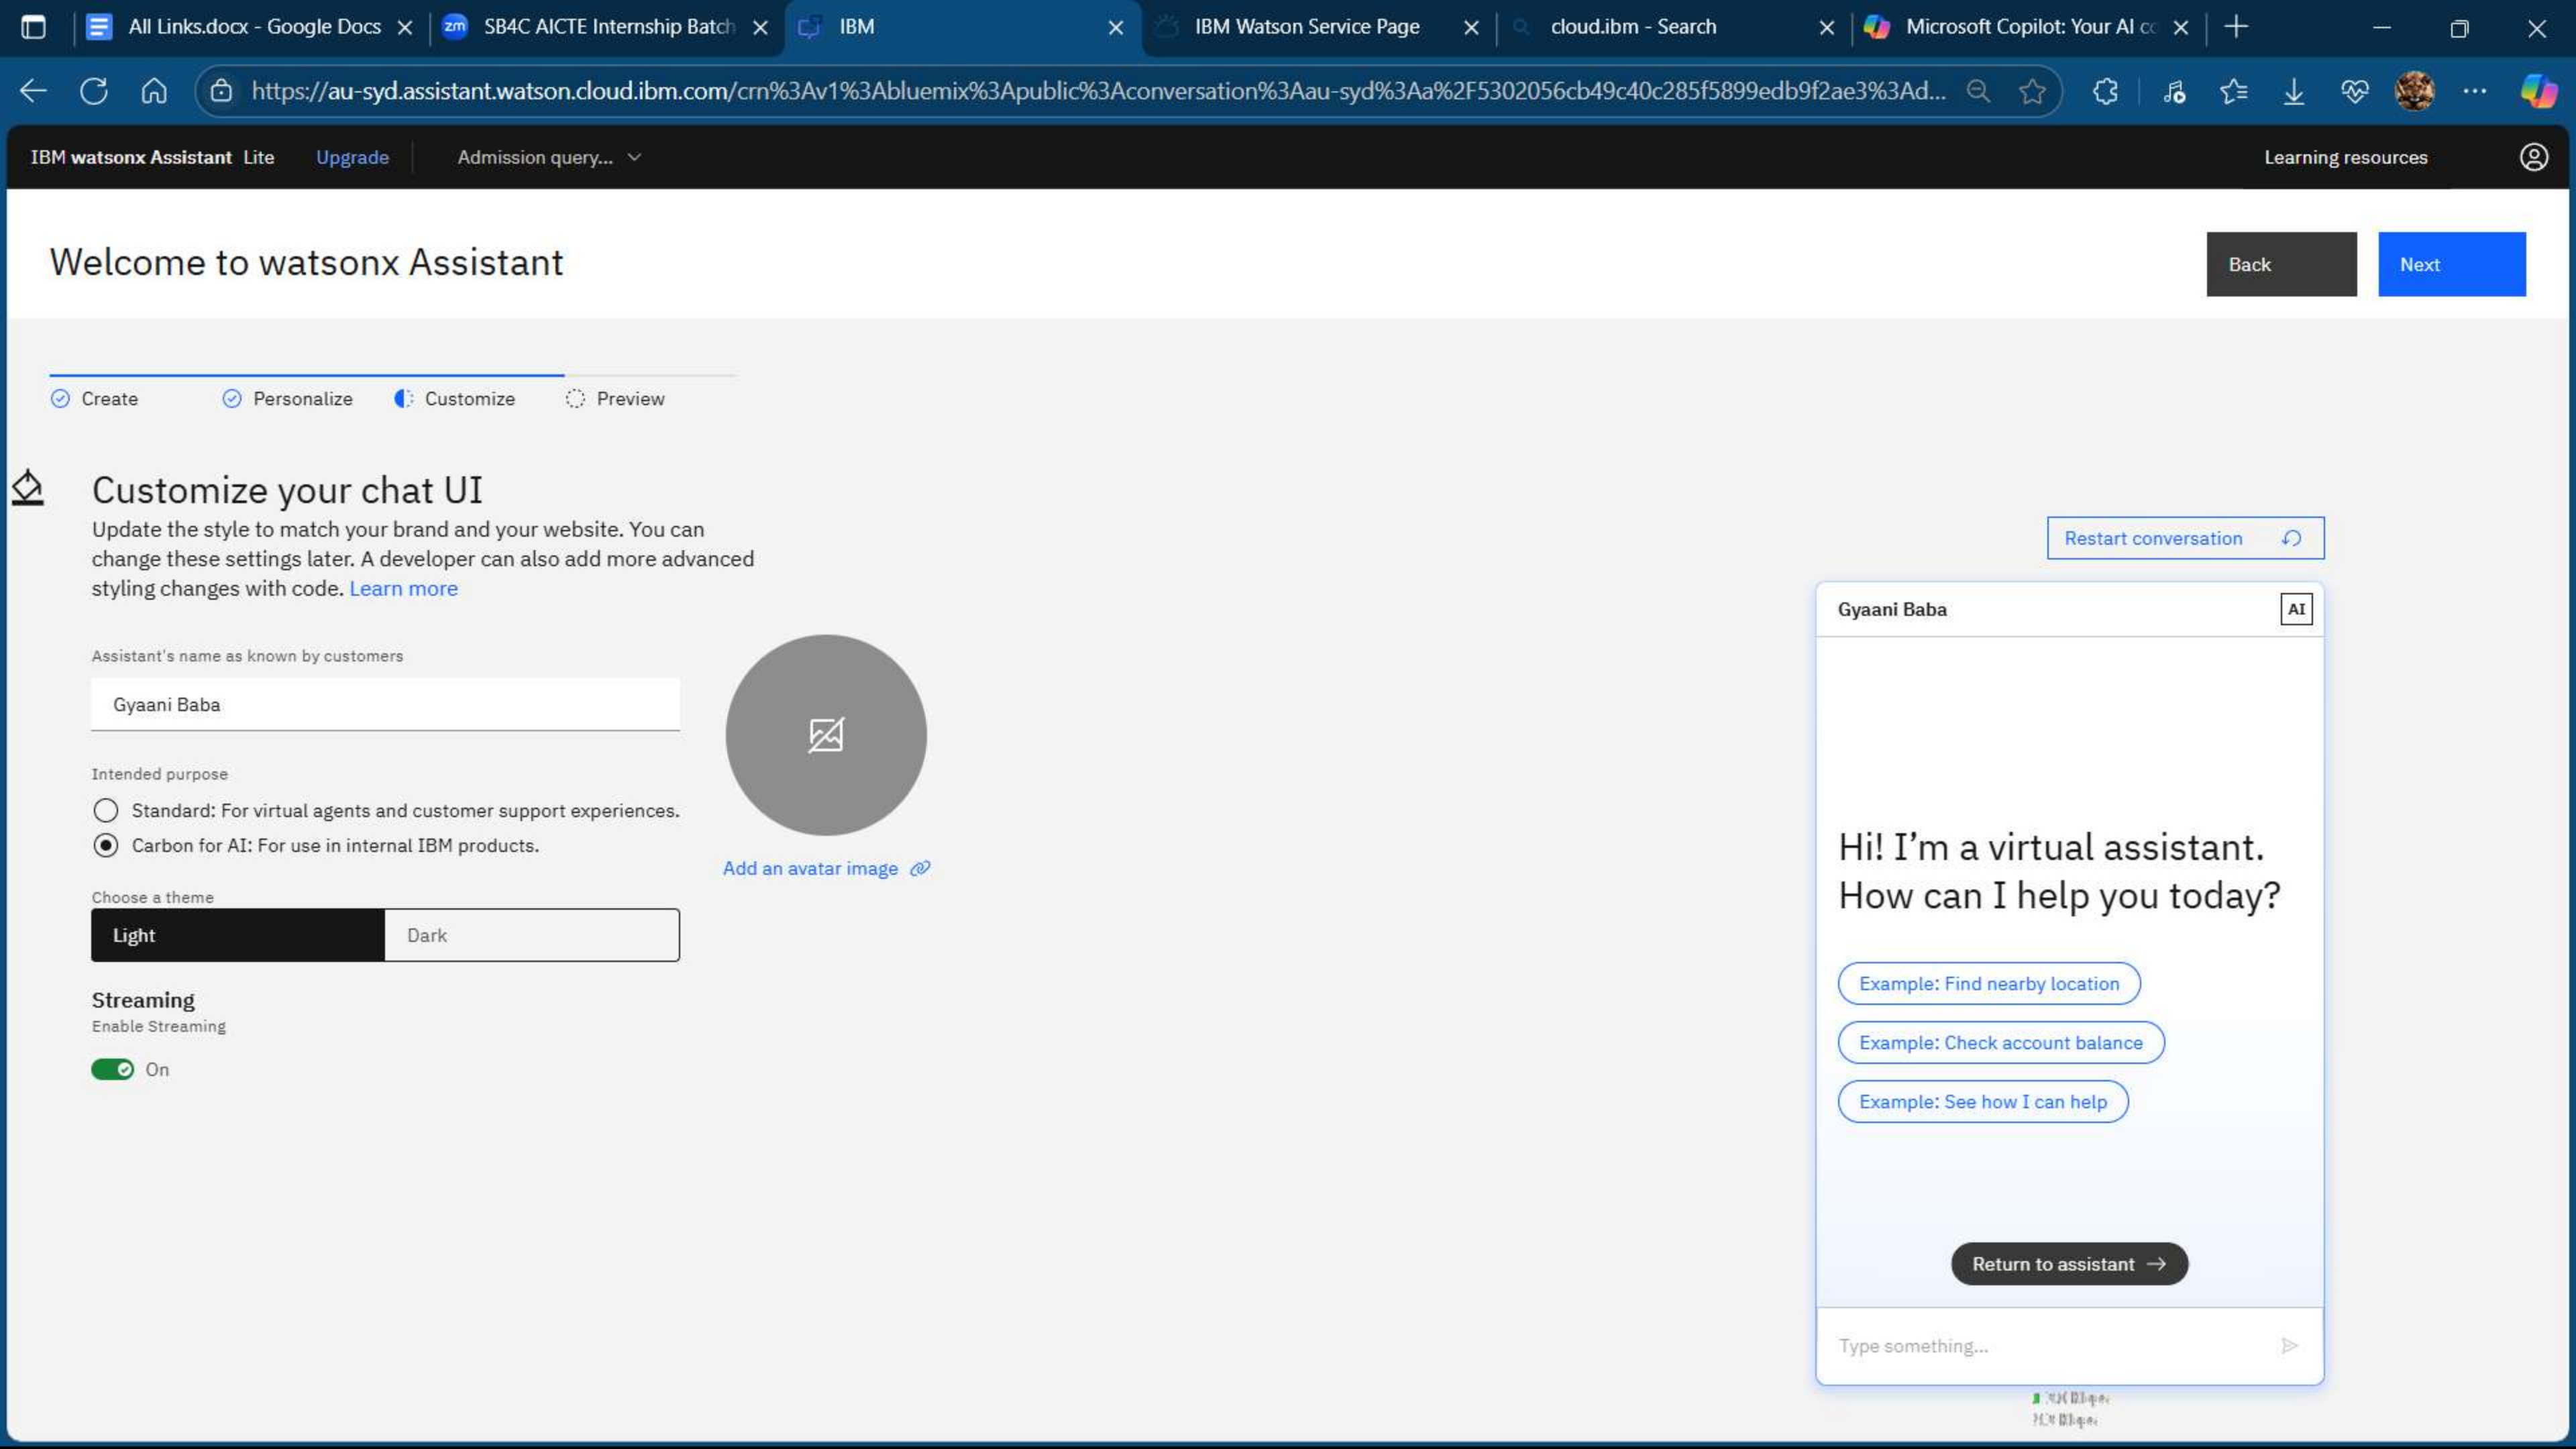 All Links.docx - Google Docs
zm SB4C AICTE Internship Batch
IBM
IBM Watson Service Page
cloud.ibm - Search
Microsoft Copilot: Your AI co
https://au-syd.assistant.watson.cloud.ibm.com/crn%3Av1%3Abluemix%3Apublic%3Aconversation%3Aau-syd%3Aa%2F5302056cb49c40c285f5899edb9f2ae3%3Ad...
IBM watsonx Assistant Lite
Upgrade
Admission query...
Learning resources
Welcome to watsonx Assistant
Back
Next
Create
Personalize
Customize
Preview
Customize your chat UI
Update the style to match your brand and your website. You can
change these settings later. A developer can also add more advanced
styling changes with code. Learn more
Assistant's name as known by customers
Gyaani Baba
Intended purpose
Standard: For virtual agents and customer support experiences.
Carbon for AI: For use in internal IBM products.
Add an avatar image
Choose a theme
Light
Dark
Streaming
Enable Streaming
On
Restart conversation
Gyaani Baba
AI
Hi! I'm a virtual assistant.
How can I help you today?
Example: Find nearby location
Example: Check account balance
Example: See how I can help
Return to assistant →
Type something...